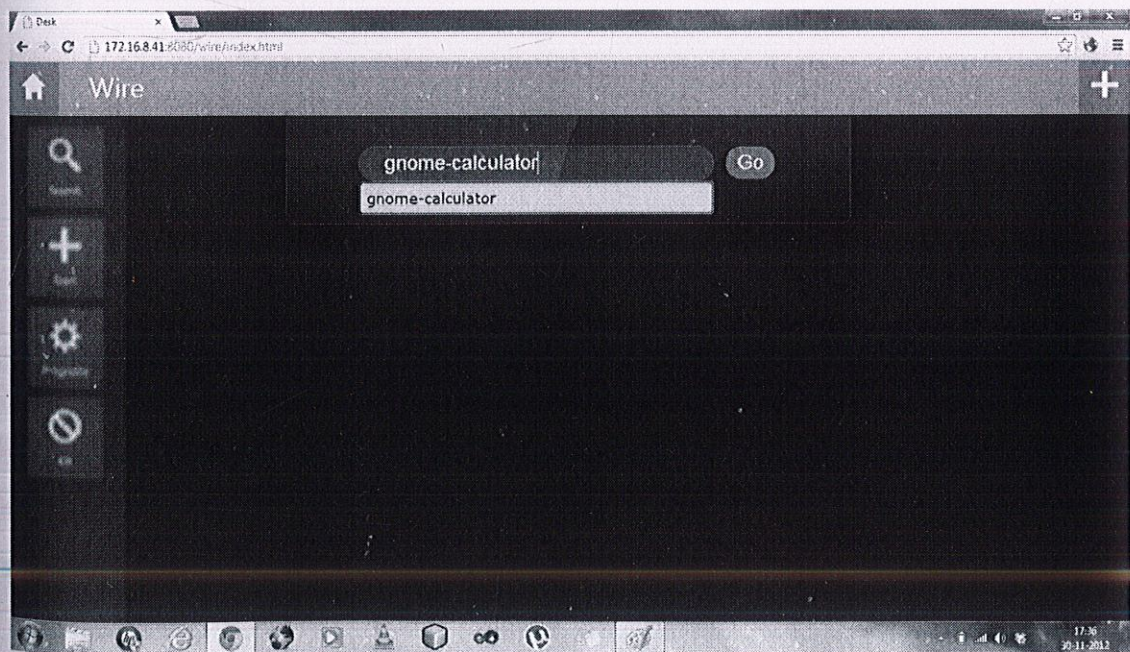 Desk
172.16.8.41:8080/wire/index.html
Wire
gnome-calculator
Go
gnome-calculator
Search
17:36
30-11-2012